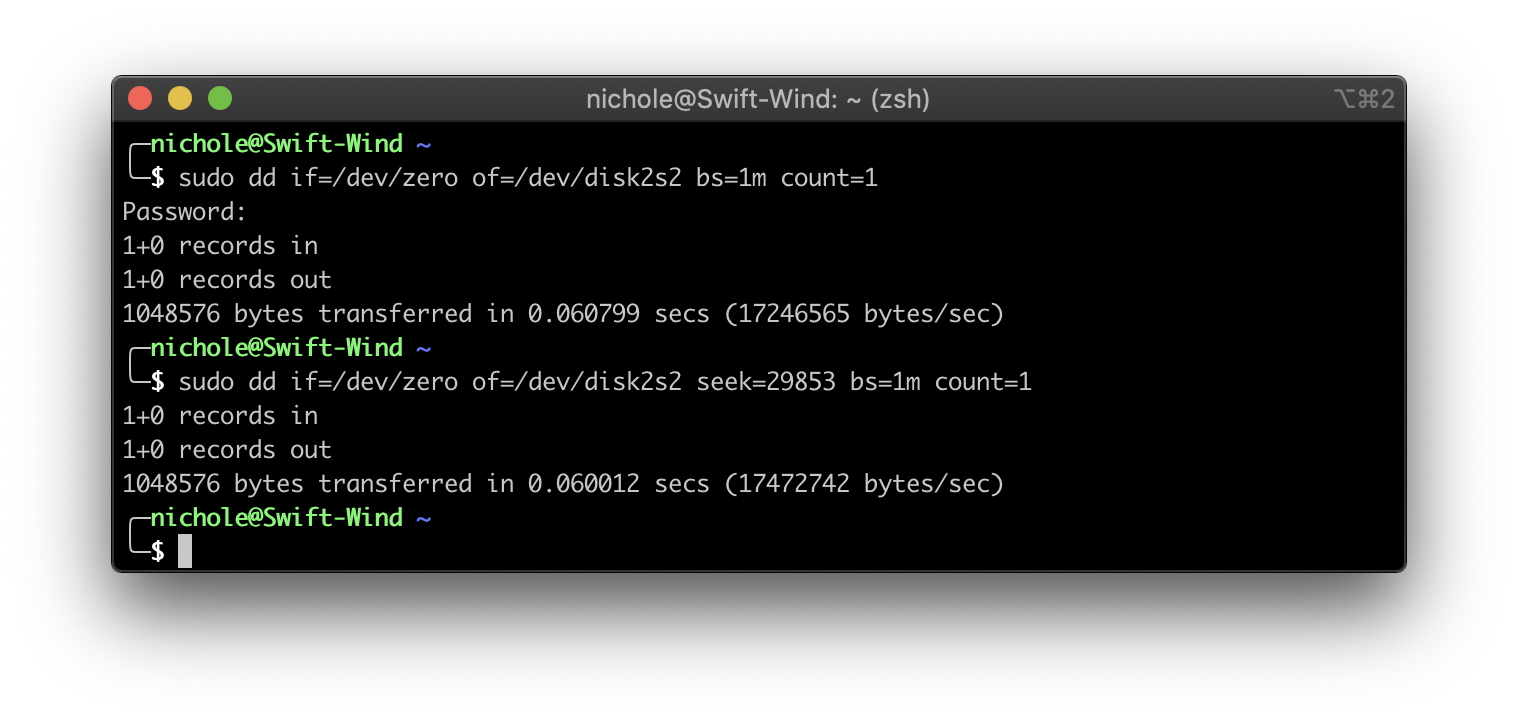 nichole@Swift-Wind: ~ (zsh) ⌥⌘2
╭─nichole@Swift-Wind ~
╰─$ sudo dd if=/dev/zero of=/dev/disk2s2 bs=1m count=1
Password:
1+0 records in
1+0 records out
1048576 bytes transferred in 0.060799 secs (17246565 bytes/sec)
╭─nichole@Swift-Wind ~
╰─$ sudo dd if=/dev/zero of=/dev/disk2s2 seek=29853 bs=1m count=1
1+0 records in
1+0 records out
1048576 bytes transferred in 0.060012 secs (17472742 bytes/sec)
╭─nichole@Swift-Wind ~
╰─$